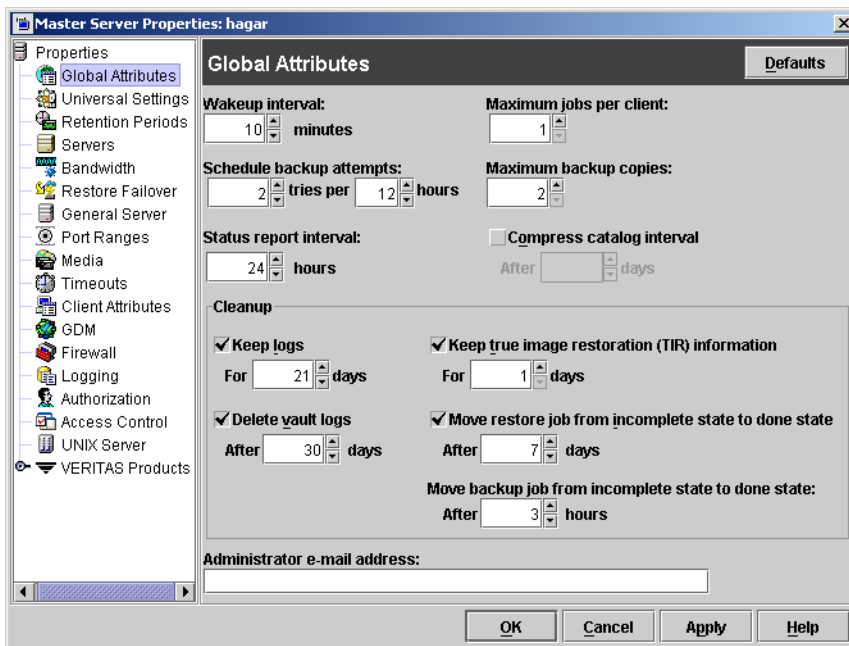 Master Server Properties: hagar
Properties
Global Attributes
Universal Settings
Retention Periods
Servers
Bandwidth
Restore Failover
General Server
Port Ranges
Media
Timeouts
Client Attributes
GDM
Firewall
Logging
Authorization
Access Control
UNIX Server
VERITAS Products
Global Attributes
Defaults
Wakeup interval:
10 minutes
Maximum jobs per client:
1
Schedule backup attempts:
2 tries per 12 hours
Maximum backup copies:
2
Status report interval:
24 hours
Compress catalog interval
After days
Cleanup
Keep logs
For 21 days
Keep true image restoration (TIR) information
For 1 days
Delete vault logs
After 30 days
Move restore job from incomplete state to done state
After 7 days
Move backup job from incomplete state to done state:
After 3 hours
Administrator e-mail address:
OK Cancel Apply Help